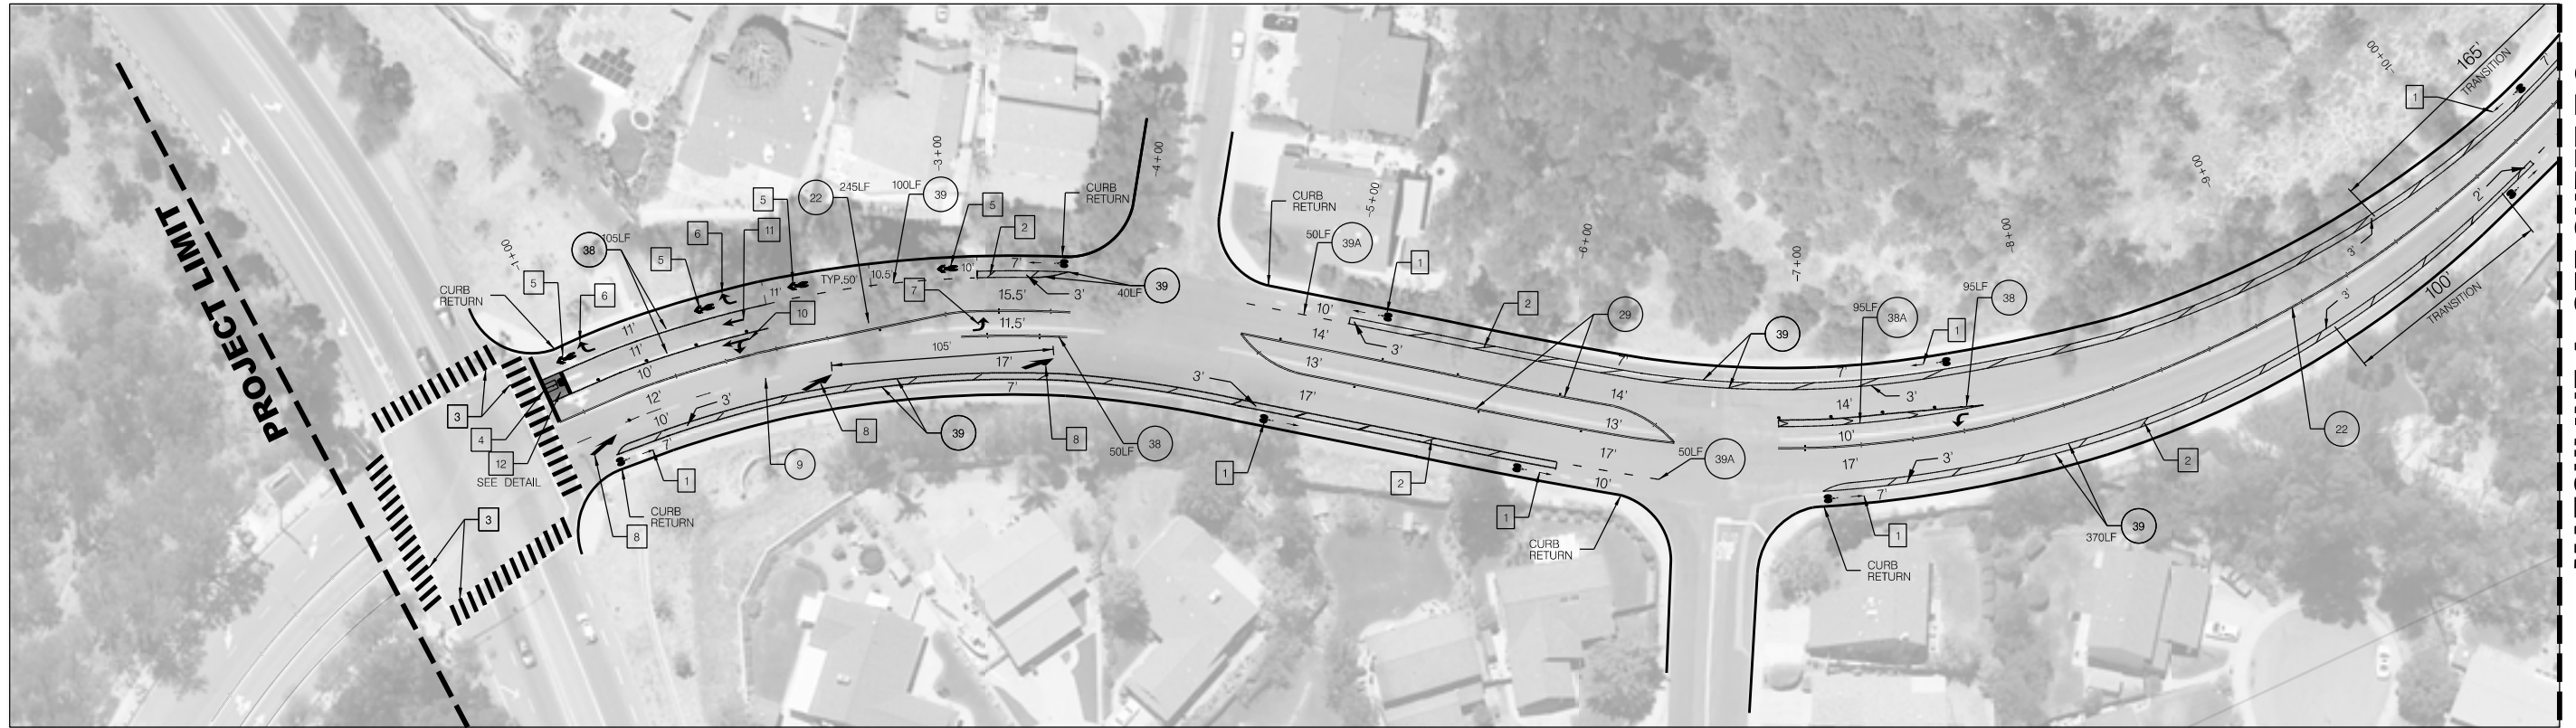 PROJECT LIMIT
-1+00
-3+00
-4+00
-5+00
-6+00
-7+00
-8+00
-9+00
-10+00
165'
TRANSITION
1
7'
5
22
245LF
100LF
39
5
2
CURB
RETURN
CURB
RETURN
38
105LF
6
11
5
50LF
39A
1
2'
5
6
TYP.50'
10.5'
10'
7'
7
15.5'
3'
40LF
39
10'
2
29
95LF
38A
95LF
38
3'
3'
100'
TRANSITION
CURB
RETURN
11'
11'
11'
10
11.5'
14'
3'
39
1
10'
105'
17'
7'
13'
7'
7'
3'
14'
14'
3
4
12
SEE DETAIL
12'
10'
3'
7'
8
39
8
50LF
38
3'
17'
13'
10'
22
9
1
1
2
17'
50LF
39A
10'
17'
3'
7'
2
3
CURB
RETURN
8
1
CURB
RETURN
1
CURB
RETURN
370LF
39